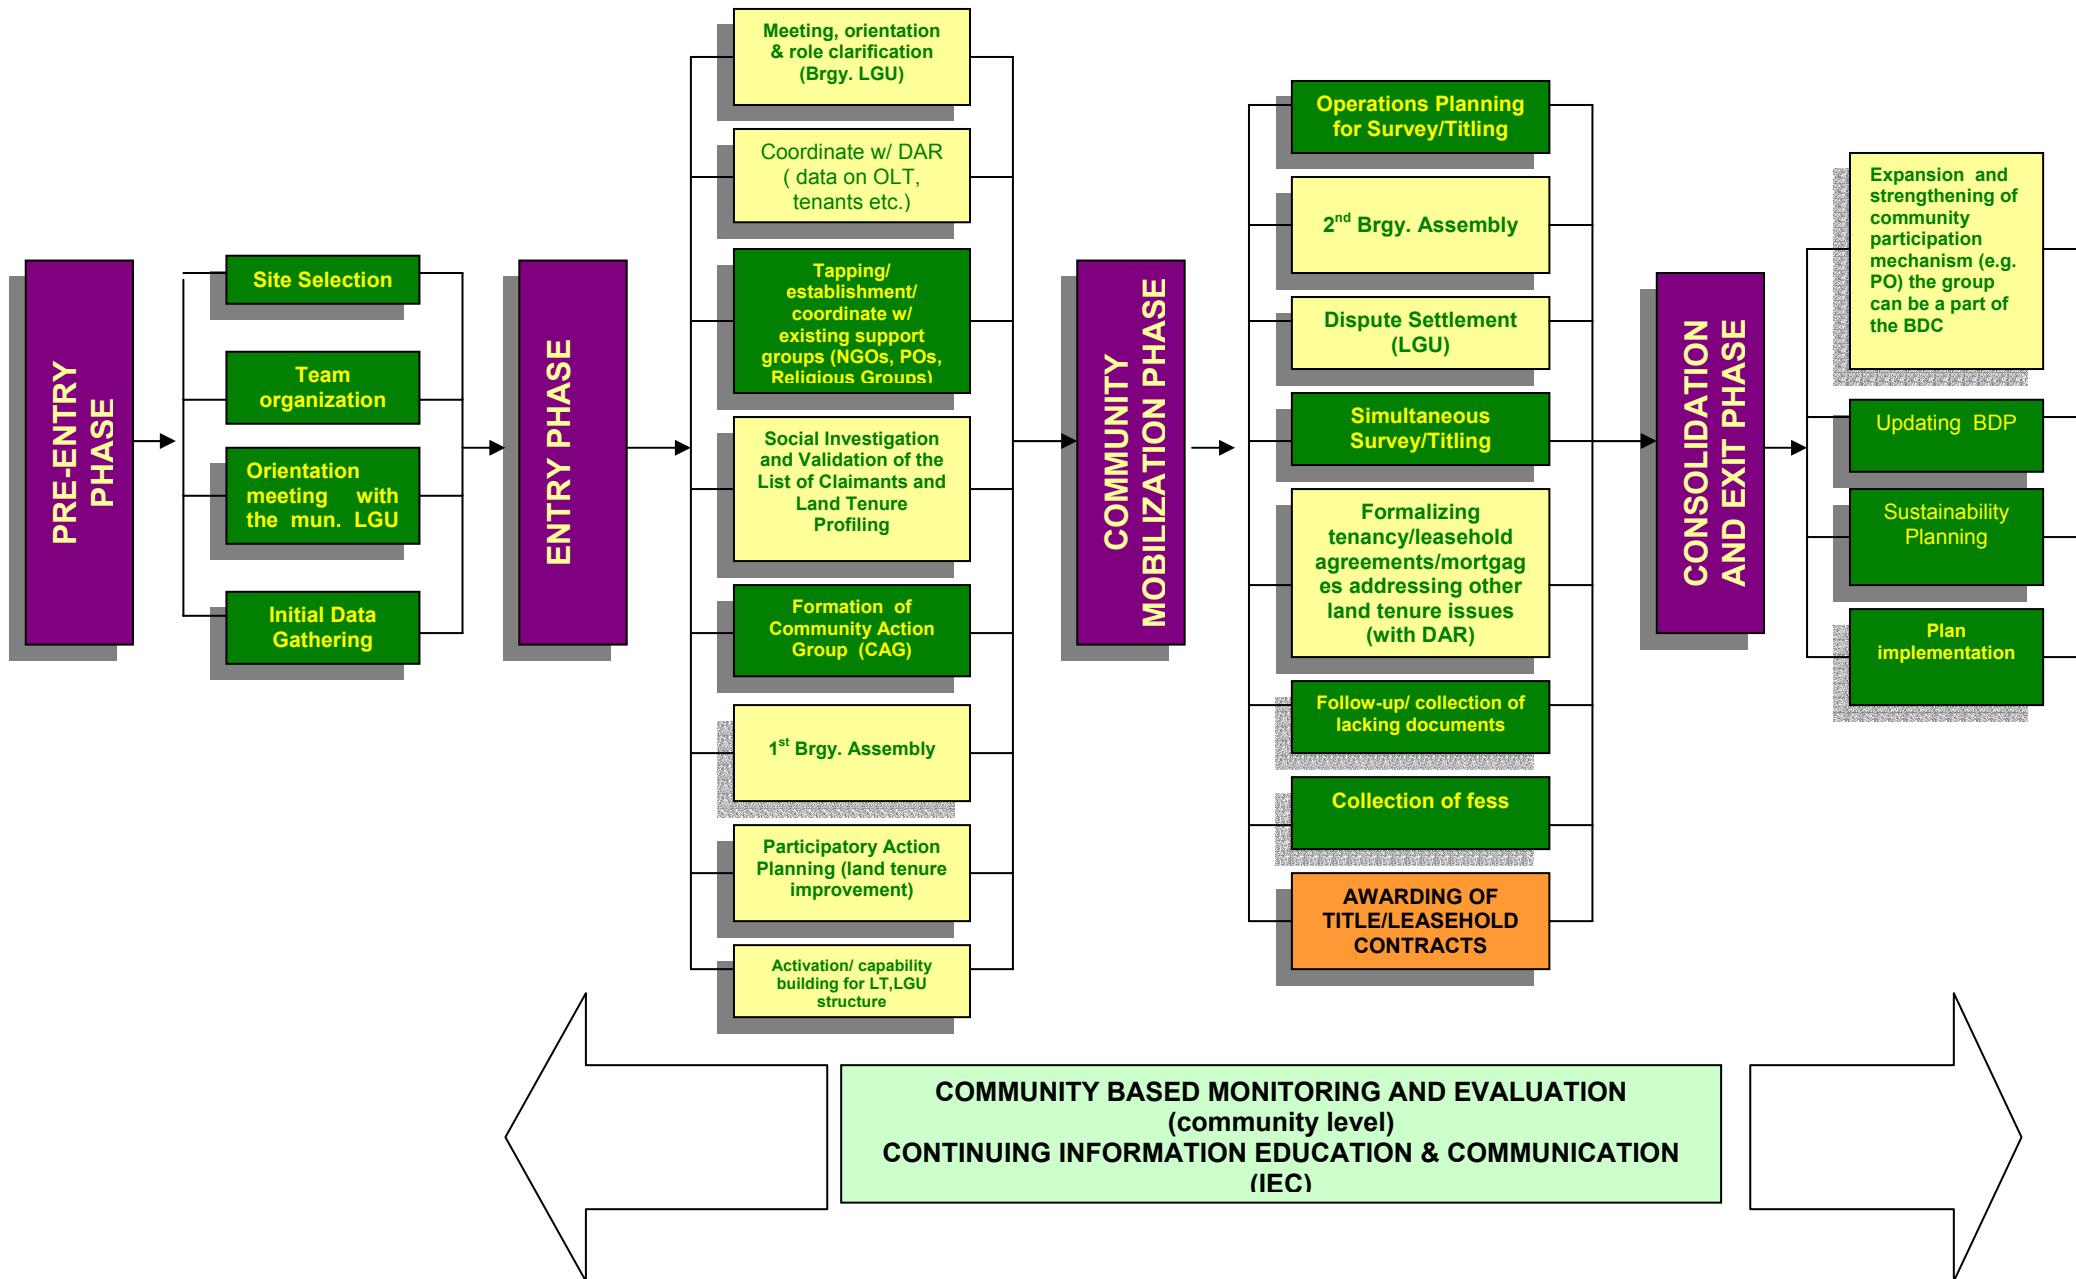 PRE-ENTRY
PHASE
Site Selection
Team
organization
Orientation
meeting with
the mun. LGU
Initial Data
Gathering
ENTRY PHASE
Meeting, orientation
& role clarification
(Brgy. LGU)
Coordinate w/ DAR
( data on OLT,
tenants etc.)
Tapping/
establishment/
coordinate w/
existing support
groups (NGOs, POs,
Religious Groups)
Social Investigation
and Validation of the
List of Claimants and
Land Tenure
Profiling
Formation of
Community Action
Group (CAG)
1st Brgy. Assembly
Participatory Action
Planning (land tenure
improvement)
Activation/ capability
building for LT,LGU
structure
COMMUNITY
MOBILIZATION PHASE
Operations Planning
for Survey/Titling
2nd Brgy. Assembly
Dispute Settlement
(LGU)
Simultaneous
Survey/Titling
Formalizing
tenancy/leasehold
agreements/mortgag
es addressing other
land tenure issues
(with DAR)
Follow-up/ collection of
lacking documents
Collection of fess
AWARDING OF
TITLE/LEASEHOLD
CONTRACTS
CONSOLIDATION
AND EXIT PHASE
Expansion and
strengthening of
community
participation
mechanism (e.g.
PO) the group
can be a part of
the BDC
Updating BDP
Sustainability
Planning
Plan
implementation
COMMUNITY BASED MONITORING AND EVALUATION
(community level)
CONTINUING INFORMATION EDUCATION & COMMUNICATION
(IEC)